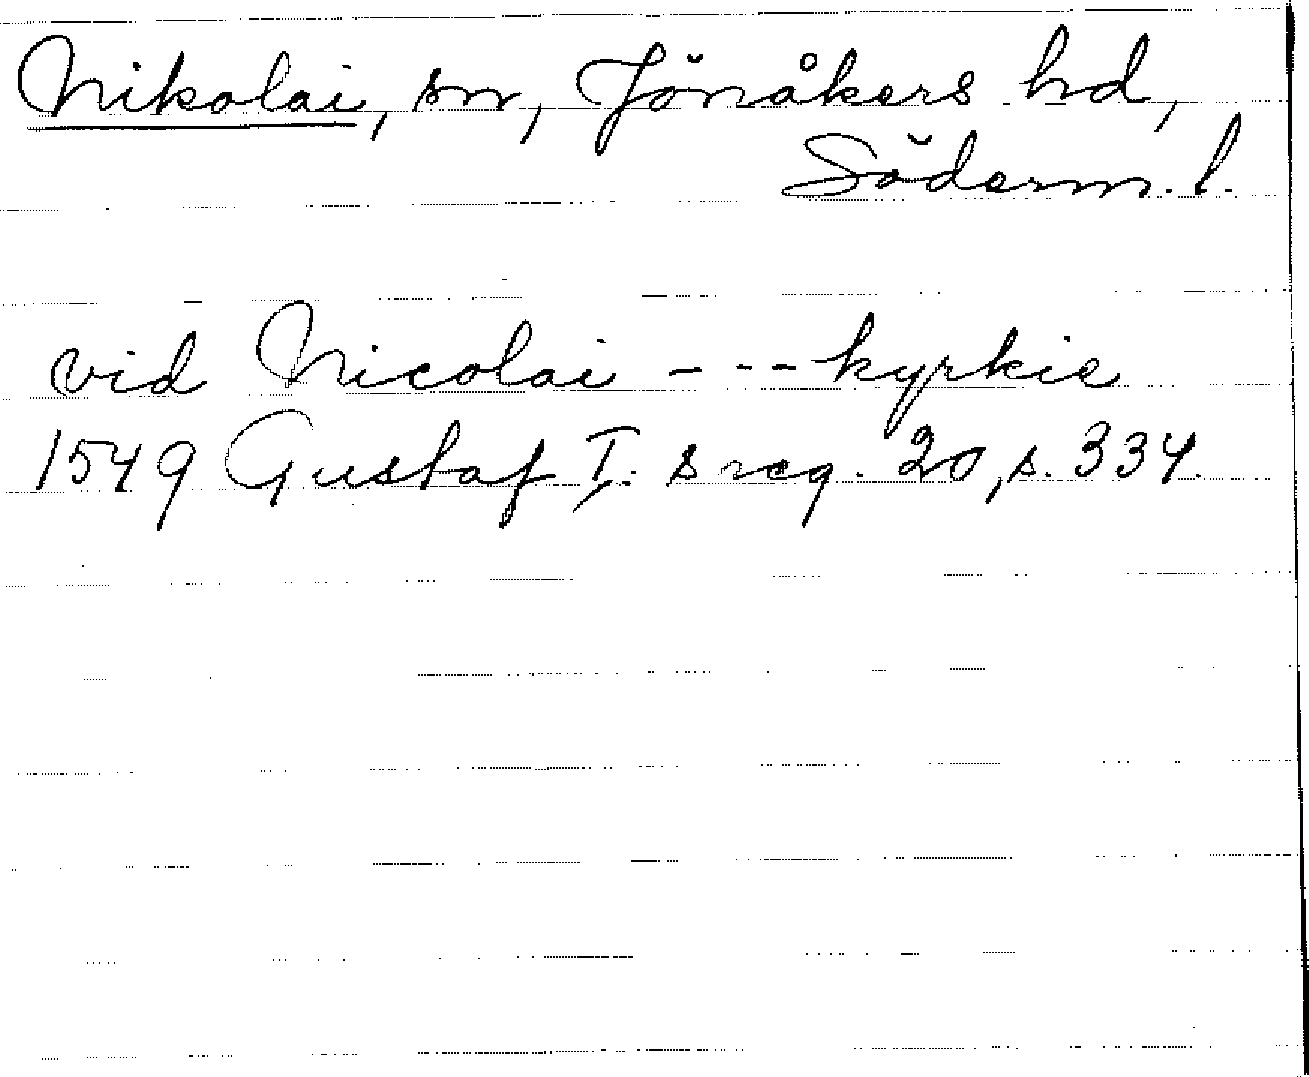 Nikolai, sn, Jönåkers hd,
Söderm. l.
vid Nicolai - - - kyrkie
1549 Gustaf I:s reg. 20, s. 334.